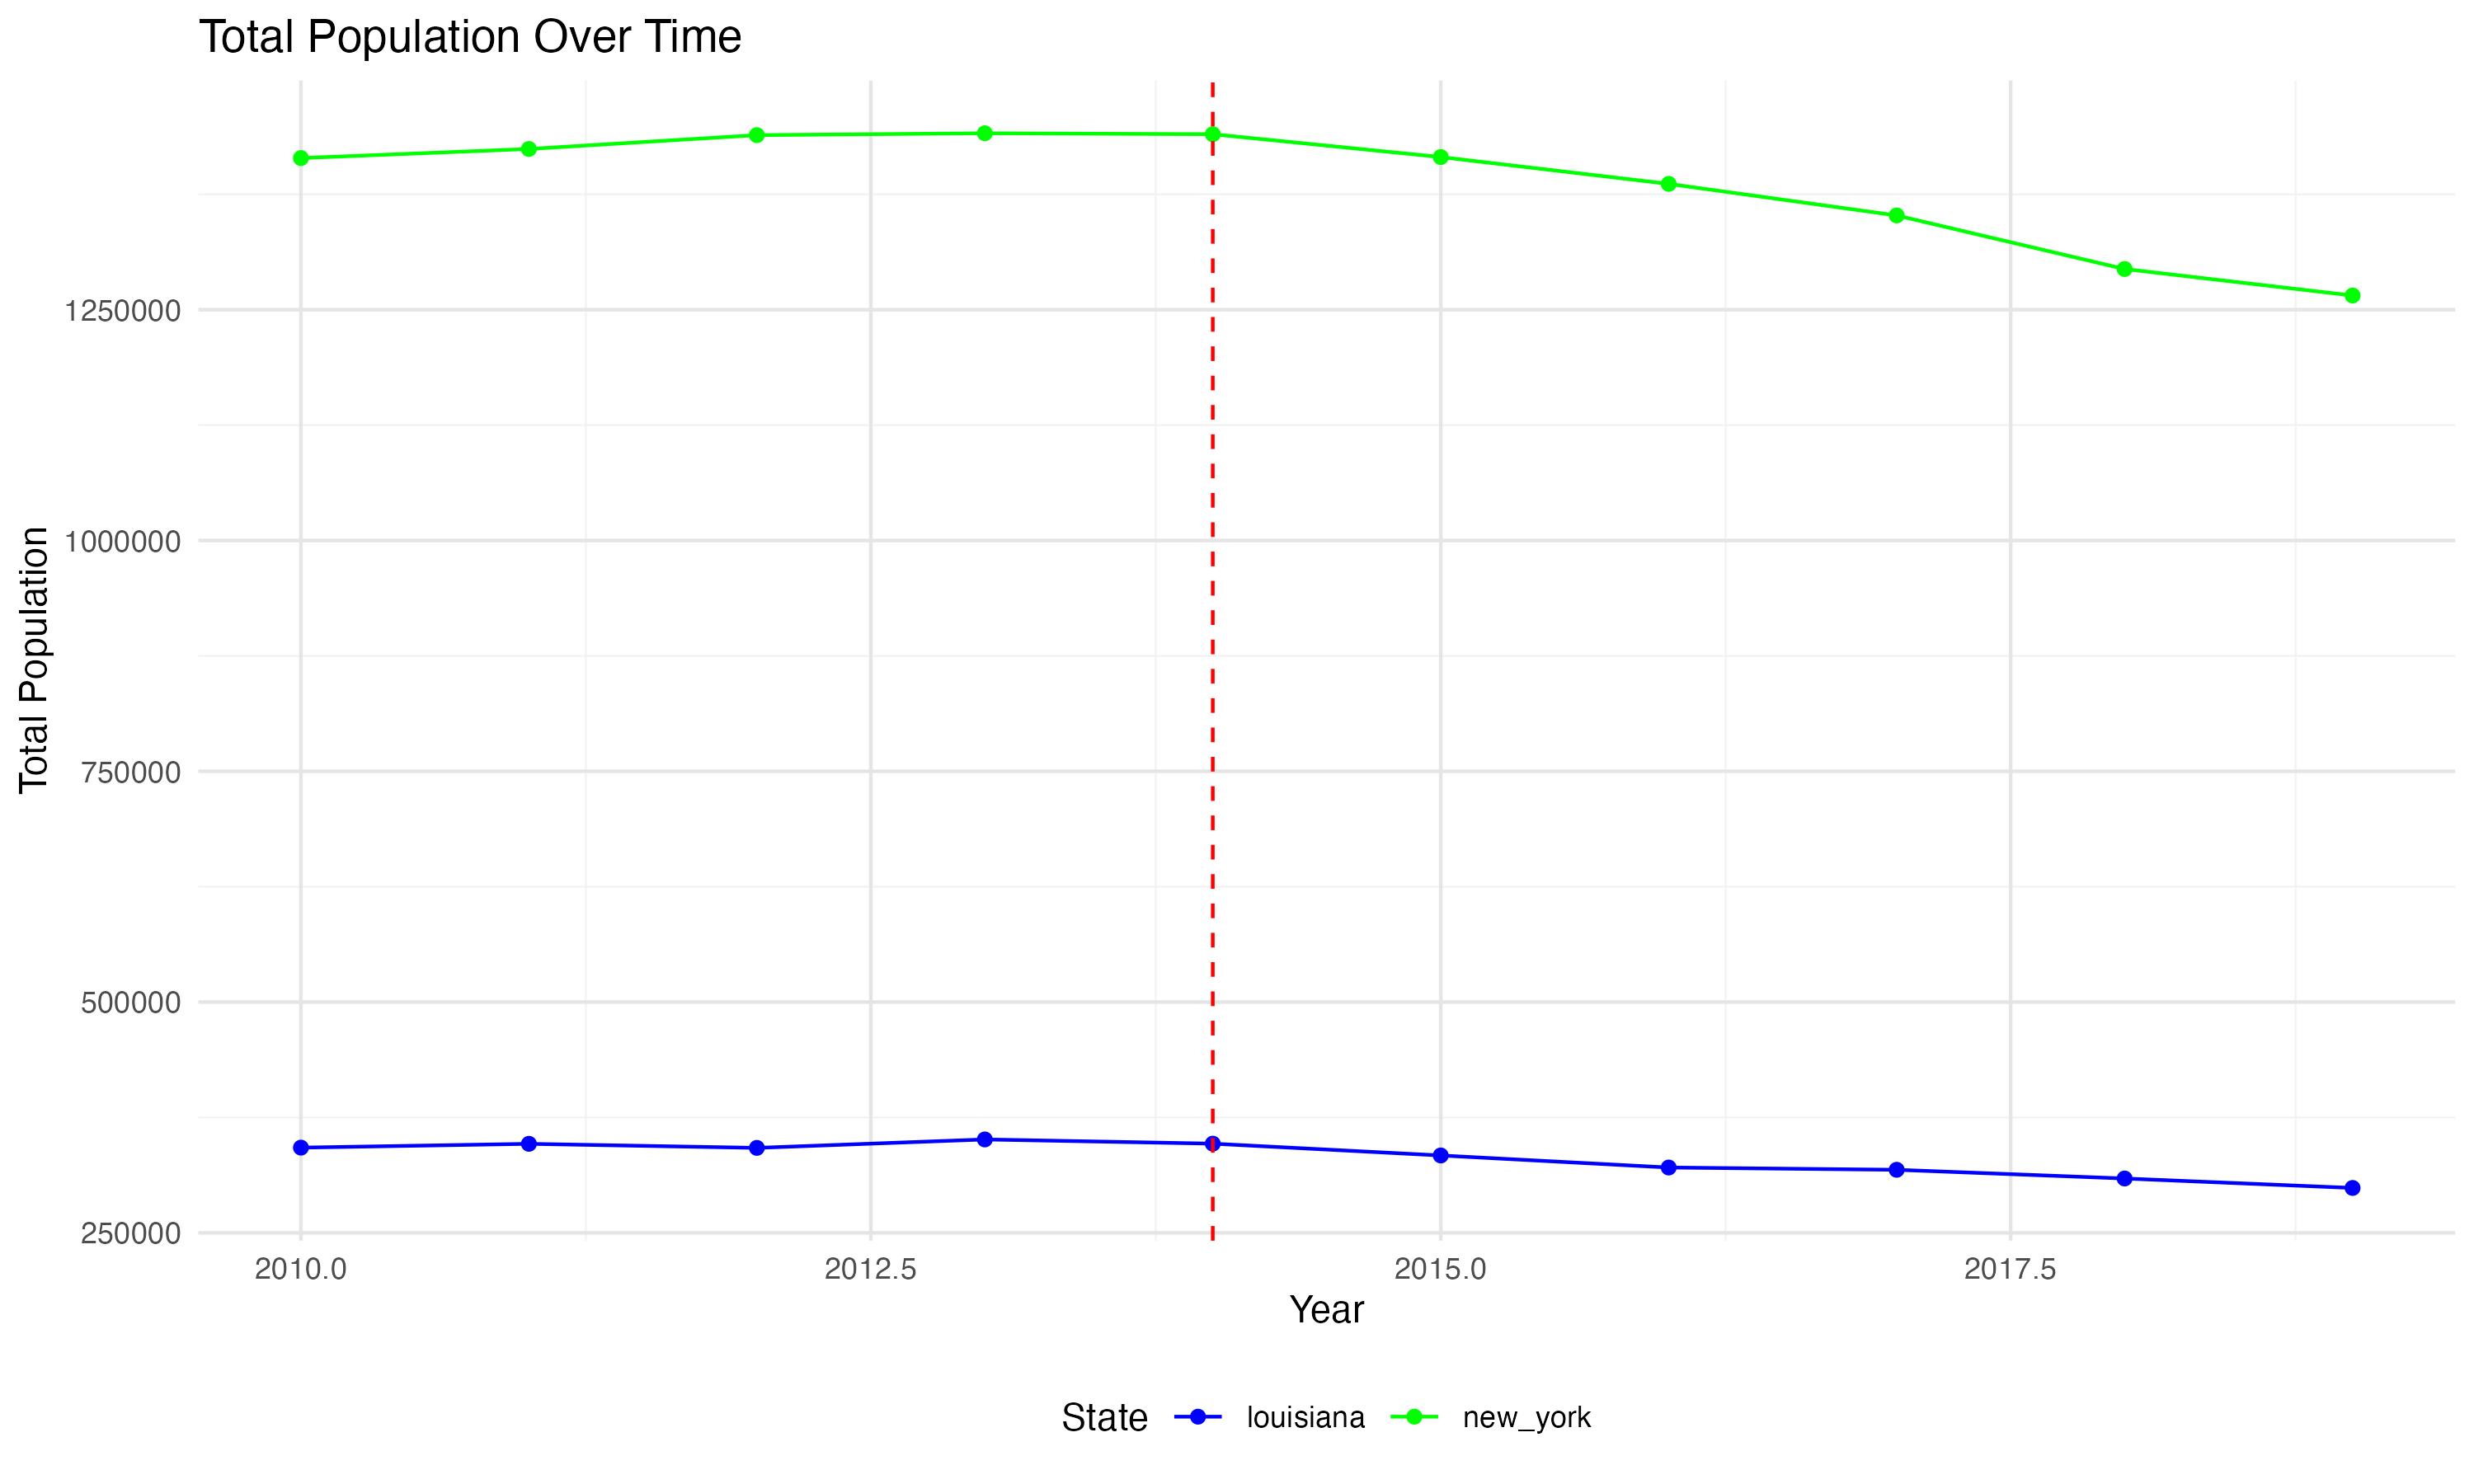 Total Population Over Time
Total Population
1250000
1000000
750000
500000
250000
2010.0 2012.5 2015.0 2017.5
Year
State louisiana new_york